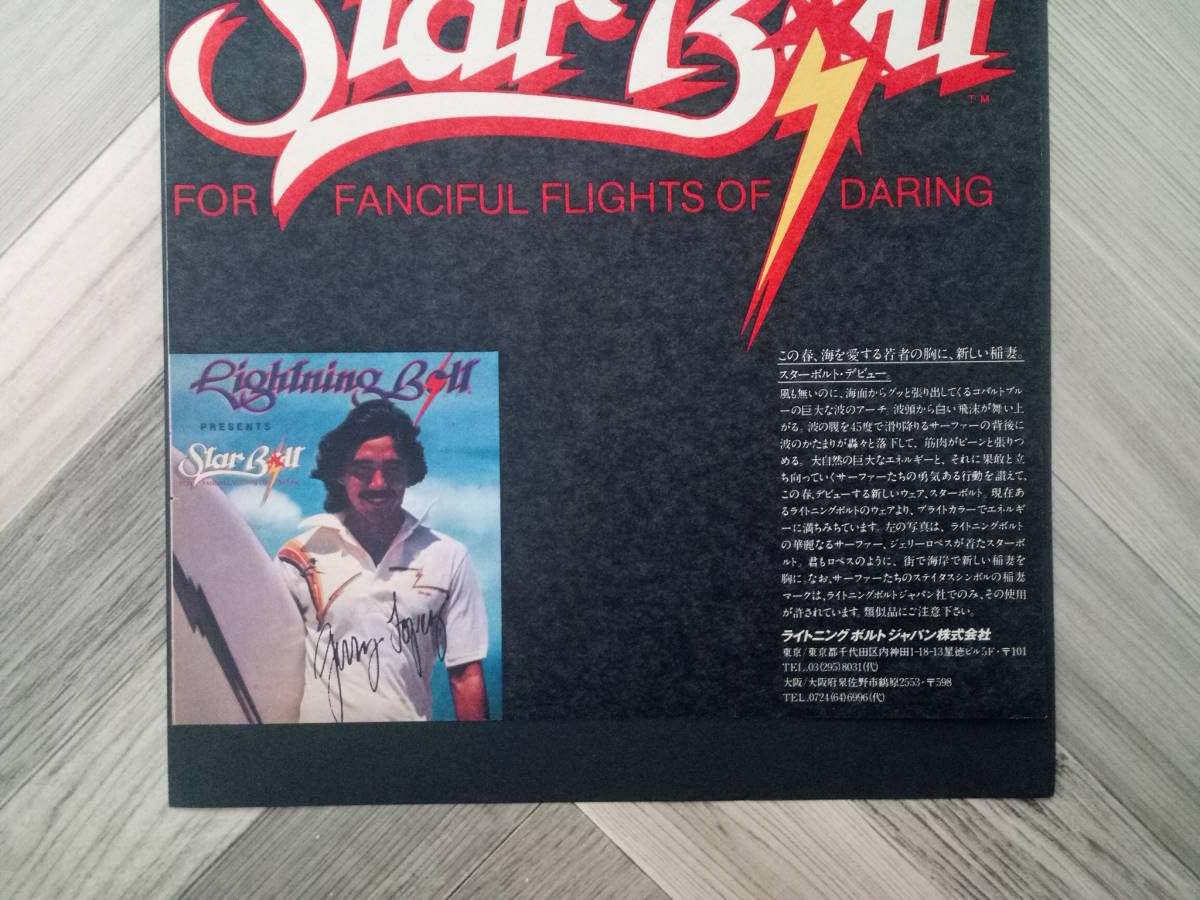 Star Bolt
TM
FOR FANCIFUL FLIGHTS OF DARING
Lightning Bolt
PRESENTS
Star Bolt
Jerry Lopez
この春、海を愛する若者の胸に、新しい稲妻。
スターボルト・デビュー。
風も無いのに、海面からグッと張り出してくるコバルトブル
ーの巨大な波のアーチ。波頭から白い飛沫が舞い上
がる。波の腹を45度で滑り降りるサーファーの背後に
波のかたまりが轟々と落下して、筋肉がピーンと張りつ
める。大自然の巨大なエネルギーと、それに果敢と立
ち向っていくサーファーたちの勇気ある行動を讃えて、
この春、デビューする新しいウェア、スターボルト。現在あ
るライトニングボルトのウェアより、ブライトカラーでエネルギ
ーに満ちみちています。左の写真は、ライトニングボルト
の華麗なるサーファー、ジェリーロペスが着たスターボ
ルト。君もロペスのように、街で海岸で新しい稲妻を
胸に。なお、サーファーたちのステイタスシンボルの稲妻
マークは、ライトニングボルトジャパン社でのみ、その使用
が許されています。類似品にご注意下さい。
ライトニング ボルト ジャパン株式会社
東京/東京都千代田区内神田1-18-13星徳ビル5F・〒101
TEL.03(295)8031(代)
大阪/大阪府泉佐野市鶴原2553・〒598
TEL.0724(64)6996(代)